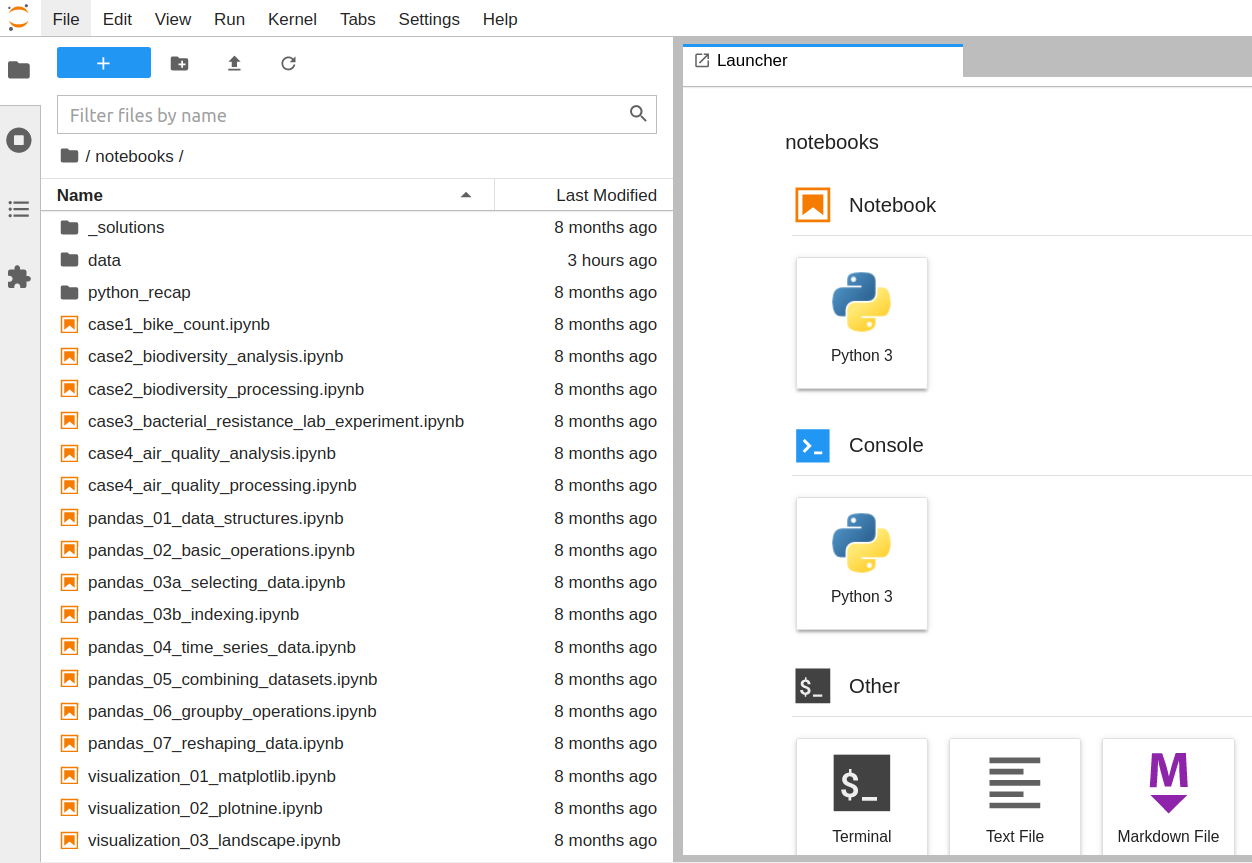 File Edit View Run Kernel Tabs Settings Help
Launcher
Filter files by name
/ notebooks /
Name Last Modified
_solutions 8 months ago
data 3 hours ago
python_recap 8 months ago
case1_bike_count.ipynb 8 months ago
case2_biodiversity_analysis.ipynb 8 months ago
case2_biodiversity_processing.ipynb 8 months ago
case3_bacterial_resistance_lab_experiment.ipynb 8 months ago
case4_air_quality_analysis.ipynb 8 months ago
case4_air_quality_processing.ipynb 8 months ago
pandas_01_data_structures.ipynb 8 months ago
pandas_02_basic_operations.ipynb 8 months ago
pandas_03a_selecting_data.ipynb 8 months ago
pandas_03b_indexing.ipynb 8 months ago
pandas_04_time_series_data.ipynb 8 months ago
pandas_05_combining_datasets.ipynb 8 months ago
pandas_06_groupby_operations.ipynb 8 months ago
pandas_07_reshaping_data.ipynb 8 months ago
visualization_01_matplotlib.ipynb 8 months ago
visualization_02_plotnine.ipynb 8 months ago
visualization_03_landscape.ipynb 8 months ago
notebooks
Notebook
Python 3
Console
Python 3
$_ Other
$_
M
Terminal Text File Markdown File